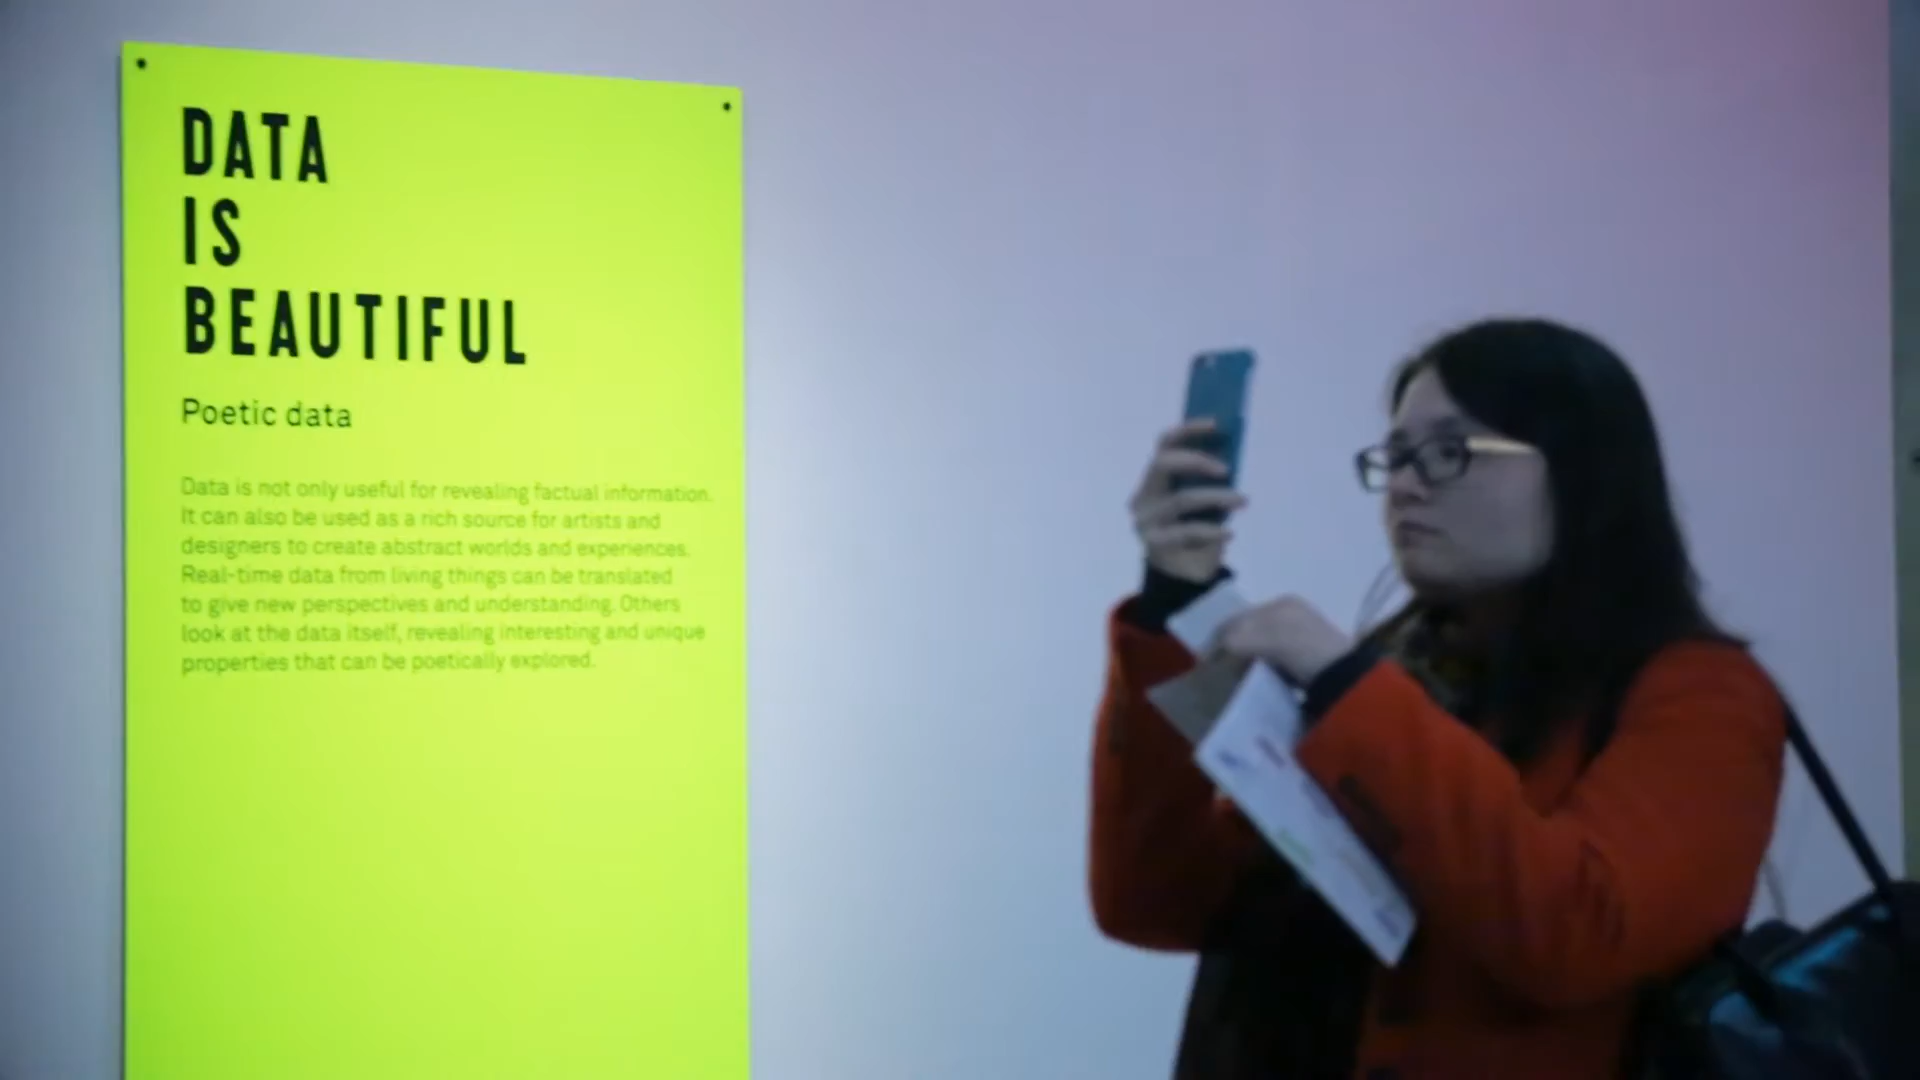 DATA
IS
BEAUTIFUL
Poetic data
Data is not only useful for revealing factual information.
It can also be used as a rich source for artists and
designers to create abstract worlds and experiences.
Real-time data from living things can be translated
to give new perspectives and understanding. Others
look at the data itself, revealing interesting and unique
properties that can be poetically explored.